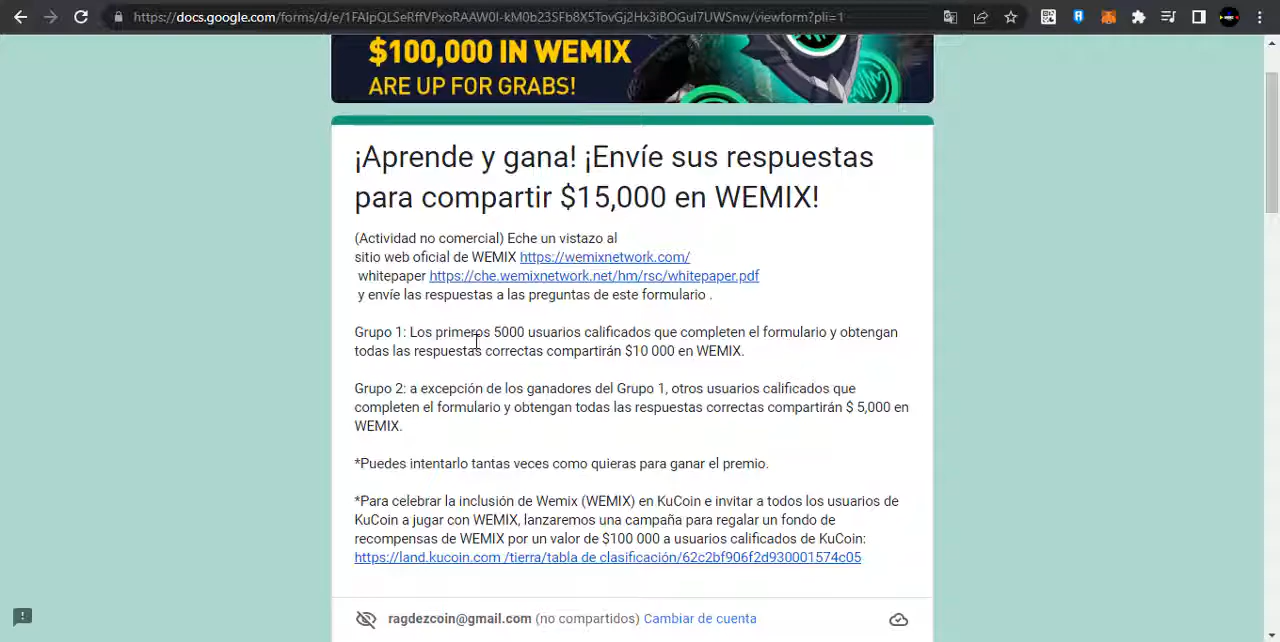 https://docs.google.com/forms/d/e/1FAIpQLSeRffVPxoRAAW0l-kM0b23SFb8X5TovGj2Hx3iBOGul7UWSnw/viewform?pli=1
$100,000 IN WEMIX
ARE UP FOR GRABS!
¡Aprende y gana! ¡Envíe sus respuestas
para compartir $15,000 en WEMIX!
(Actividad no comercial) Eche un vistazo al
sitio web oficial de WEMIX https://wemixnetwork.com/
whitepaper https://che.wemixnetwork.net/hm/rsc/whitepaper.pdf
y envíe las respuestas a las preguntas de este formulario .
Grupo 1: Los primeros 5000 usuarios calificados que completen el formulario y obtengan
todas las respuestas correctas compartirán $10 000 en WEMIX.
Grupo 2: a excepción de los ganadores del Grupo 1, otros usuarios calificados que
completen el formulario y obtengan todas las respuestas correctas compartirán $ 5,000 en
WEMIX.
*Puedes intentarlo tantas veces como quieras para ganar el premio.
*Para celebrar la inclusión de Wemix (WEMIX) en KuCoin e invitar a todos los usuarios de
KuCoin a jugar con WEMIX, lanzaremos una campaña para regalar un fondo de
recompensas de WEMIX por un valor de $100 000 a usuarios calificados de KuCoin:
https://land.kucoin.com /tierra/tabla de clasificación/62c2bf906f2d930001574c05
ragdezcoin@gmail.com (no compartidos) Cambiar de cuenta